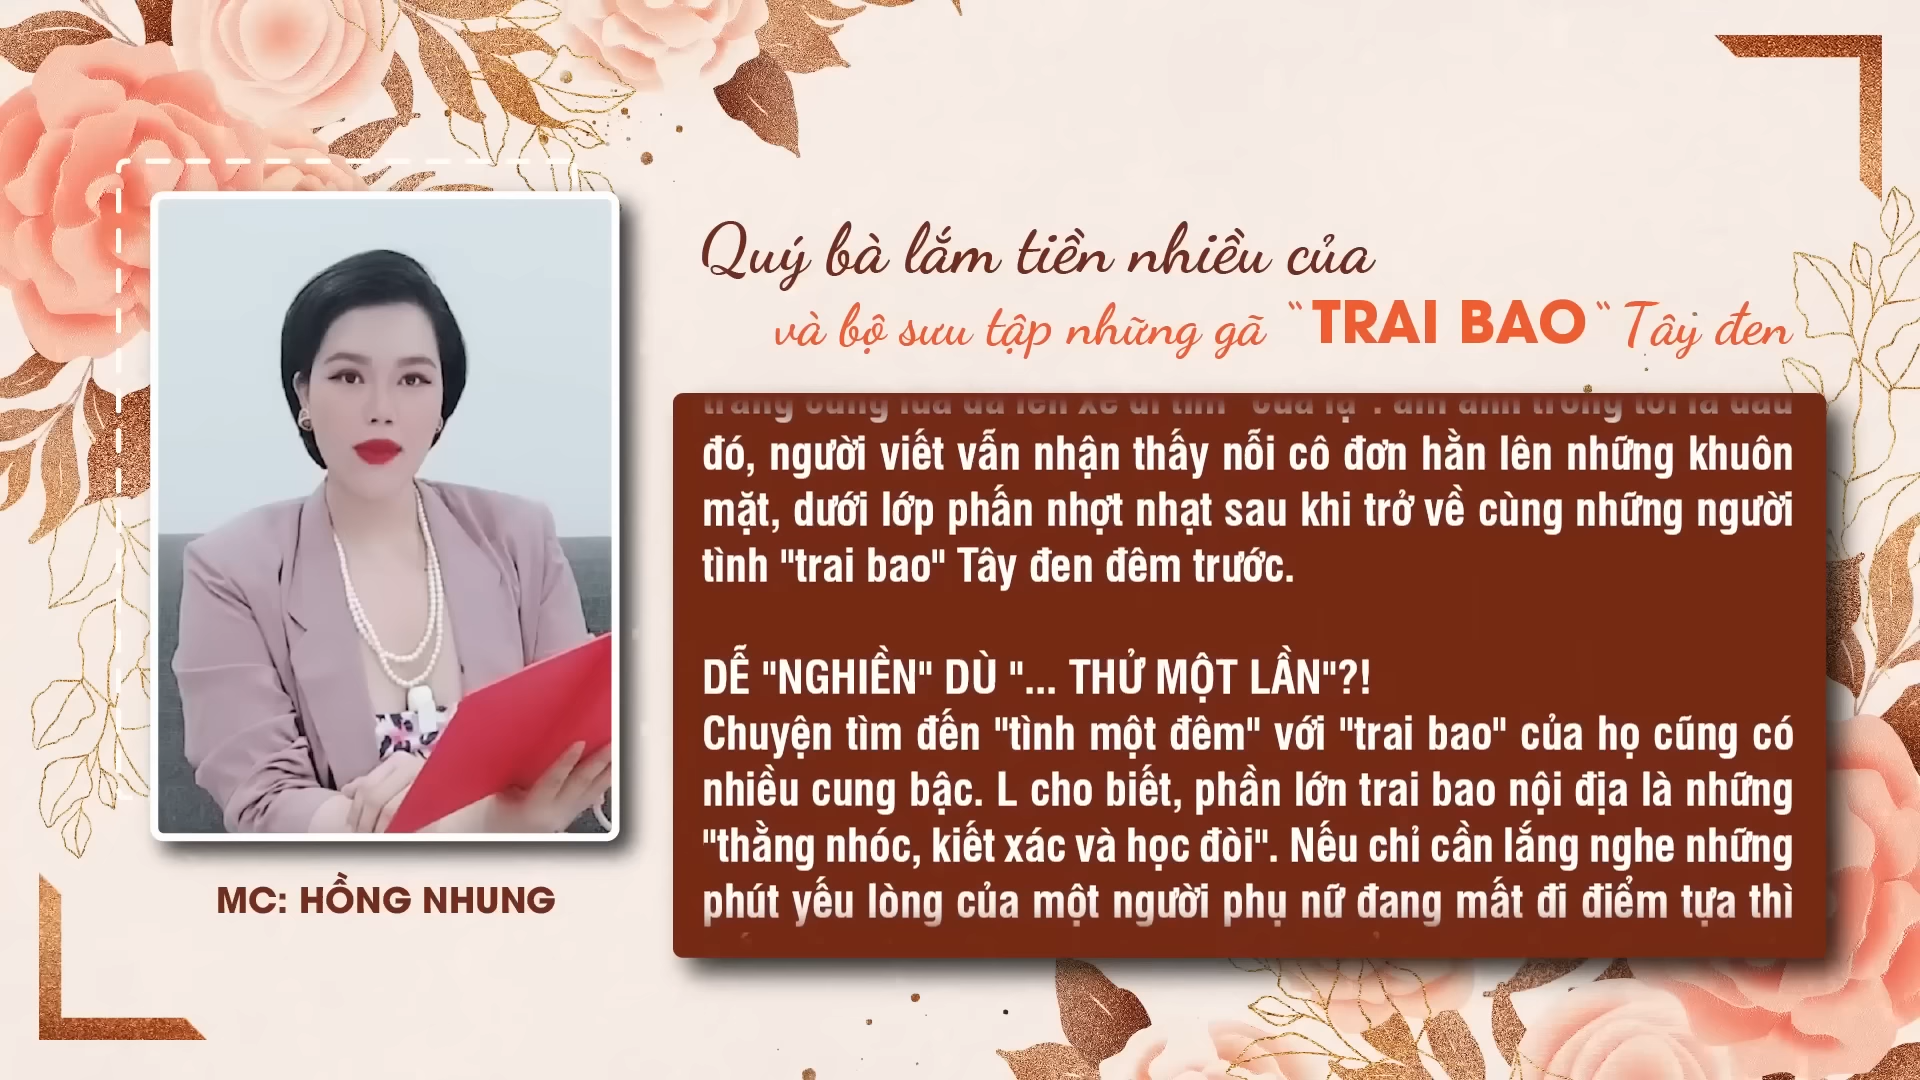 Quý bà lắm tiền nhiều của
và bộ sưu tập những gã "TRAI BAO" Tây đen
đó, người viết vẫn nhận thấy nỗi cô đơn hằn lên những khuôn
mặt, dưới lớp phấn nhợt nhạt sau khi trở về cùng những người
tình "trai bao" Tây đen đêm trước.
DỄ "NGHIỀN" DÙ "... THỬ MỘT LẦN"?!
Chuyện tìm đến "tình một đêm" với "trai bao" của họ cũng có
nhiều cung bậc. L cho biết, phần lớn trai bao nội địa là những
"thằng nhóc, kiết xác và học đòi". Nếu chỉ cần lắng nghe những
phút yếu lòng của một người phụ nữ đang mất đi điểm tựa thì
MC: HỒNG NHUNG